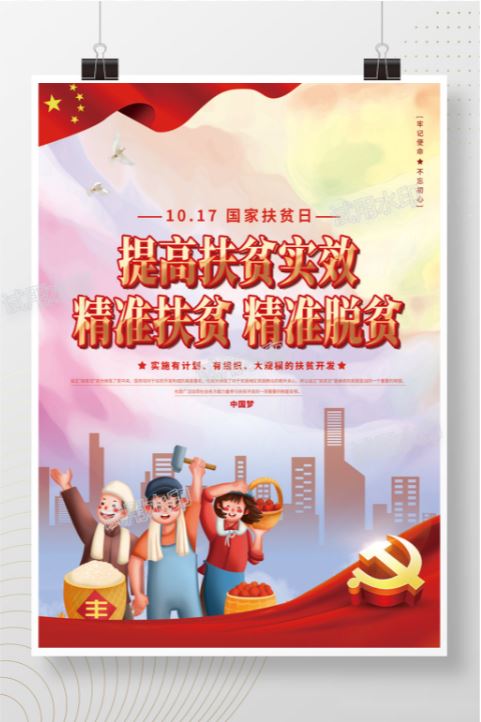 牢记使命★不忘初心
10.17 国家扶贫日
提高扶贫实效
精准扶贫 精准脱贫
★ 实施有计划、有组织、大规模的扶贫开发 ★
中国梦
丰